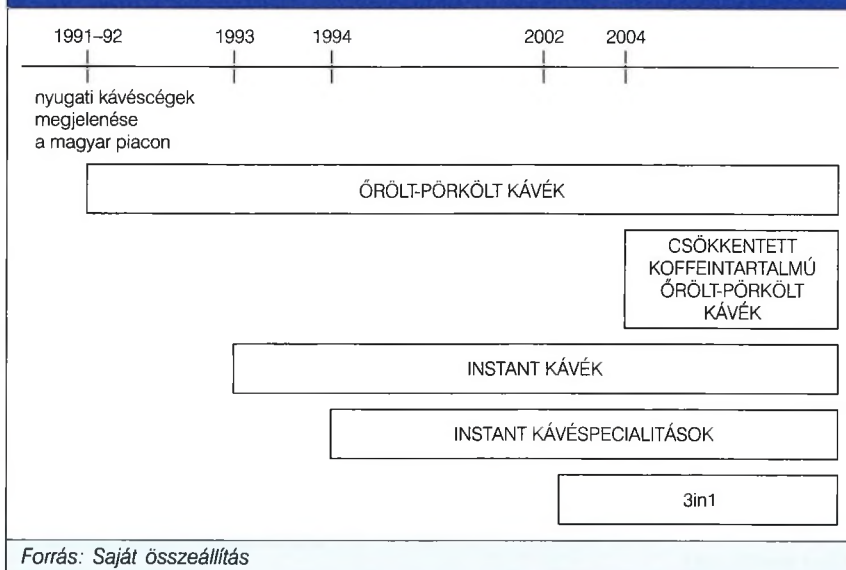 1991–92 1993 1994 2002 2004
nyugati kávéscégek
megjelenése
a magyar piacon
ŐRÖLT-PÖRKÖLT KÁVÉK
CSÖKKENTETT
KOFFEINTARTALMÚ
ŐRÖLT-PÖRKÖLT
KÁVÉK
INSTANT KÁVÉK
INSTANT KÁVÉSPECIALITÁSOK
3in1
Forrás: Saját összeállítás